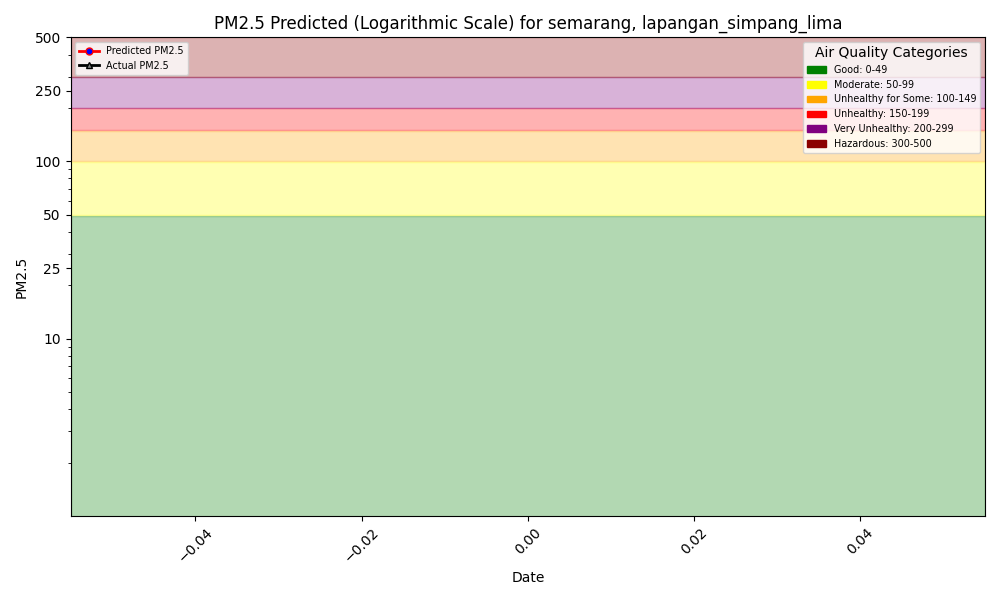 PM2.5 Predicted (Logarithmic Scale) for semarang, lapangan_simpang_lima
500
250
100
50
25
10
PM2.5
Predicted PM2.5
Actual PM2.5
Air Quality Categories
Good: 0-49
Moderate: 50-99
Unhealthy for Some: 100-149
Unhealthy: 150-199
Very Unhealthy: 200-299
Hazardous: 300-500
−0.04
−0.02
0.00
0.02
0.04
Date